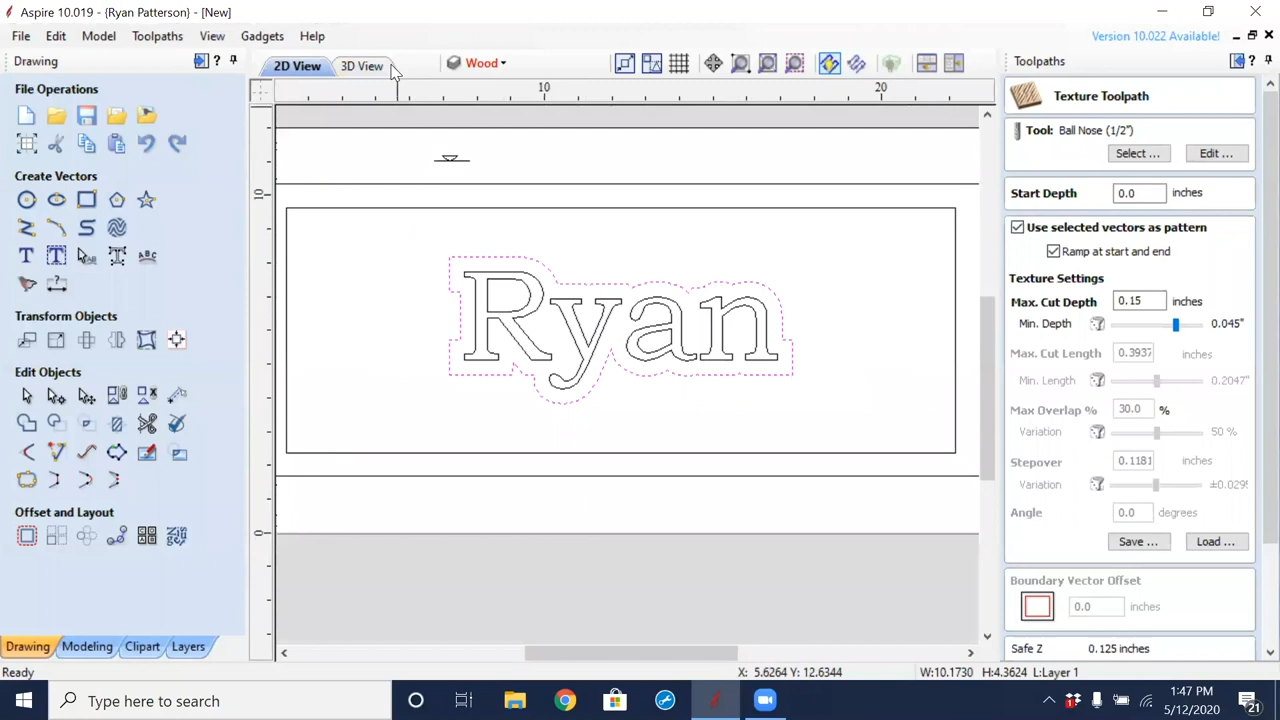 Aspire 10.019 - {Ryan Patterson} - [New]
File Edit Model Toolpaths View Gadgets Help
Version 10.022 Available!
Drawing
2D View
3D View
Wood
Toolpaths
File Operations
Create Vectors
Transform Objects
Edit Objects
Offset and Layout
Drawing Modeling Clipart Layers
10 20
10
0
Ryan
Texture Toolpath
Tool: Ball Nose (1/2")
Select ... Edit ...
Start Depth 0.0 inches
Use selected vectors as pattern
Ramp at start and end
Texture Settings
Max. Cut Depth 0.15 inches
Min. Depth 0.045"
Max. Cut Length 0.3937 inches
Min. Length 0.2047"
Max Overlap % 30.0 %
Variation 50 %
Stepover 0.1181 inches
Variation ±0.0295
Angle 0.0 degrees
Save ... Load ...
Boundary Vector Offset
0.0 inches
Safe Z 0.125 inches
Ready
X: 5.6264 Y: 12.6344
W:10.1730 H:4.3624 L:Layer 1
Type here to search
1:47 PM
5/12/2020
21